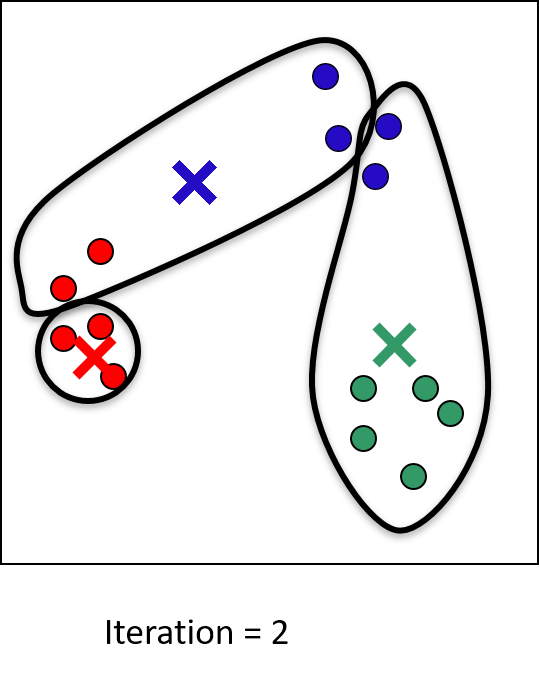 Iteration = 2